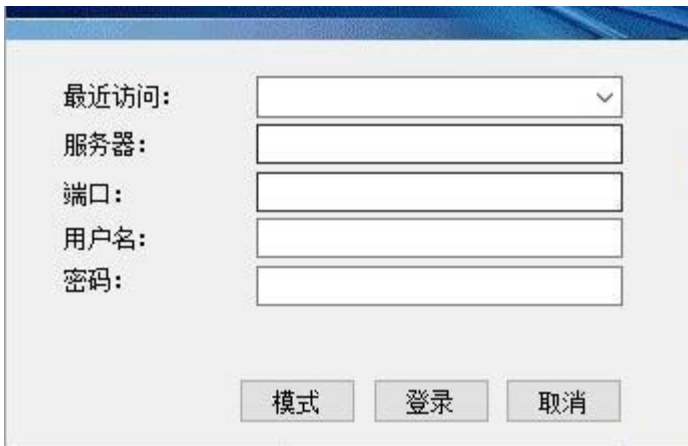 最近访问：
服务器：
端口：
用户名：
密码：
模式 登录 取消